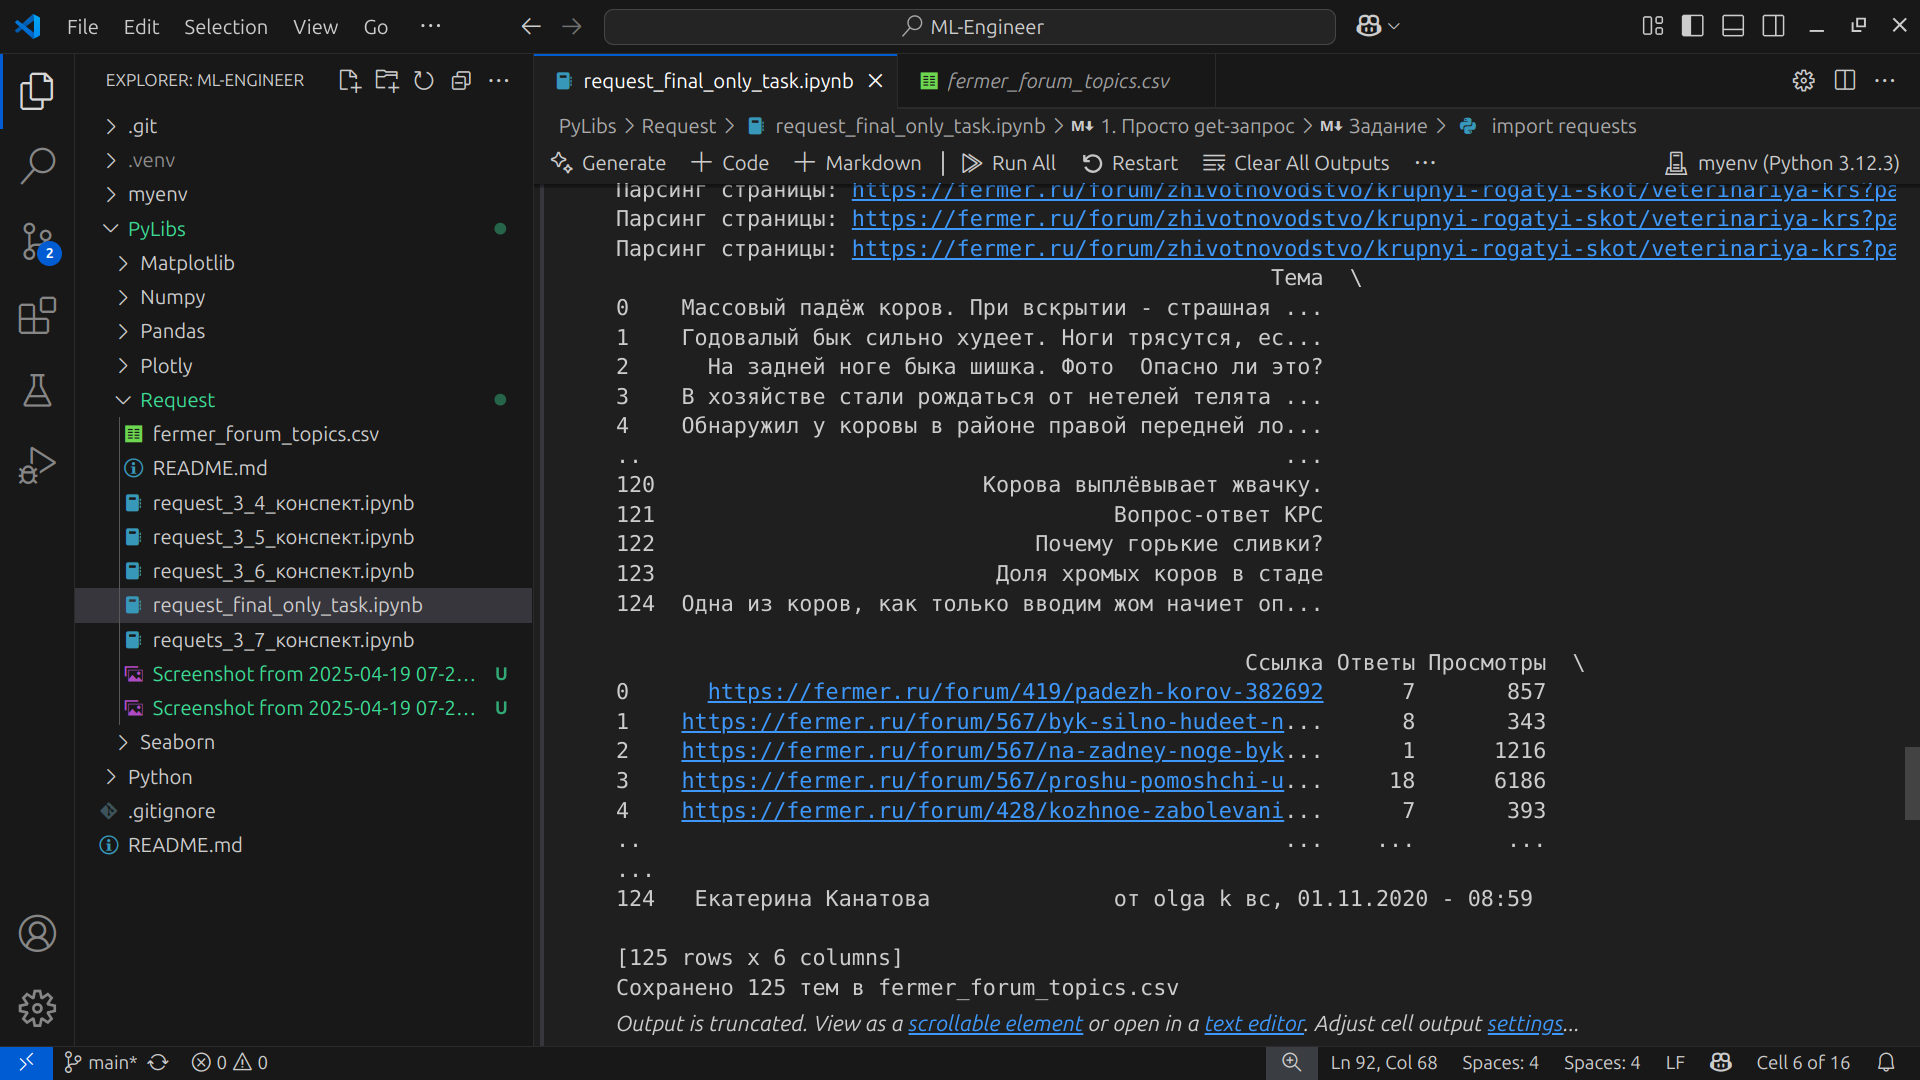 File Edit Selection View Go ... ML-Engineer
EXPLORER: ML-ENGINEER
.git
.venv
myenv
PyLibs
Matplotlib
Numpy
Pandas
Plotly
Request
fermer_forum_topics.csv
README.md
request_3_4_конспект.ipynb
request_3_5_конспект.ipynb
request_3_6_конспект.ipynb
request_final_only_task.ipynb
requets_3_7_конспект.ipynb
Screenshot from 2025-04-19 07-2... U
Screenshot from 2025-04-19 07-2... U
Seaborn
Python
.gitignore
README.md
2
request_final_only_task.ipynb fermer_forum_topics.csv
PyLibs > Request > request_final_only_task.ipynb > M↓ 1. Просто get-запрос > M↓ Задание > import requests
Generate + Code + Markdown | Run All Restart Clear All Outputs ... myenv (Python 3.12.3)
Парсинг страницы: https://fermer.ru/forum/zhivotnovodstvo/krupnyi-rogatyi-skot/veterinariya-krs?pa
Парсинг страницы: https://fermer.ru/forum/zhivotnovodstvo/krupnyi-rogatyi-skot/veterinariya-krs?pa
Парсинг страницы: https://fermer.ru/forum/zhivotnovodstvo/krupnyi-rogatyi-skot/veterinariya-krs?pa
Тема \
0 Массовый падёж коров. При вскрытии - страшная ...
1 Годовалый бык сильно худеет. Ноги трясутся, ес...
2 На задней ноге быка шишка. Фото Опасно ли это?
3 В хозяйстве стали рождаться от нетелей телята ...
4 Обнаружил у коровы в районе правой передней ло...
.. ...
120 Корова выплёвывает жвачку.
121 Вопрос-ответ КРС
122 Почему горькие сливки?
123 Доля хромых коров в стаде
124 Одна из коров, как только вводим жом начиет оп...
Ссылка Ответы Просмотры \
0 https://fermer.ru/forum/419/padezh-korov-382692 7 857
1 https://fermer.ru/forum/567/byk-silno-hudeet-n... 8 343
2 https://fermer.ru/forum/567/na-zadney-noge-byk... 1 1216
3 https://fermer.ru/forum/567/proshu-pomoshchi-u... 18 6186
4 https://fermer.ru/forum/428/kozhnoe-zabolevani... 7 393
.. ... ... ...
...
124 Екатерина Канатова от olga k вс, 01.11.2020 - 08:59
[125 rows x 6 columns]
Сохранено 125 тем в fermer_forum_topics.csv
Output is truncated. View as a scrollable element or open in a text editor. Adjust cell output settings...
main* 0 0 Ln 92, Col 68 Spaces: 4 Spaces: 4 LF Cell 6 of 16